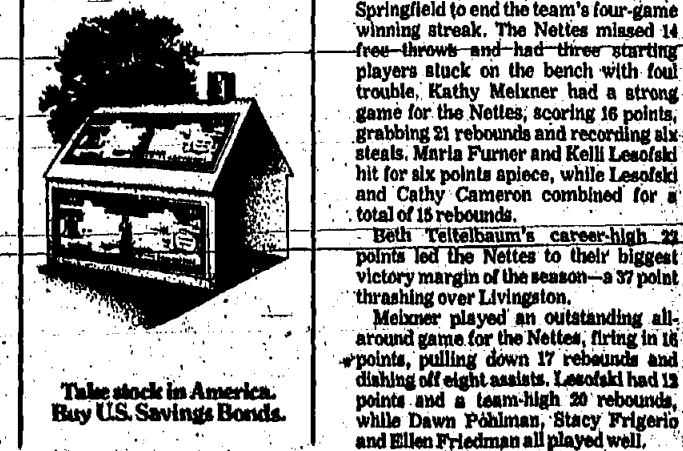 Take stock in America.
Buy U.S. Savings Bonds.
Springfield to end the team's four-game
winning streak. The Nettes missed 14
free throws and had three starting
players stuck on the bench with foul
trouble. Kathy Meixner had a strong
game for the Nettes, scoring 16 points,
grabbing 21 rebounds and recording six
steals. Maria Furner and Kelli Lesofski
hit for six points apiece, while Lesofski
and Cathy Cameron combined for a
total of 15 rebounds.
Beth Teitelbaum's career-high 22
points led the Nettes to their biggest
victory margin of the season—a 37 point
thrashing over Livingston.
Meixner played an outstanding all-
around game for the Nettes, firing in 16
points, pulling down 17 rebounds and
dishing off eight assists. Lesofski had 12
points and a team-high 20 rebounds,
while Dawn Pohlman, Stacy Frigerio
and Ellen Friedman all played well.